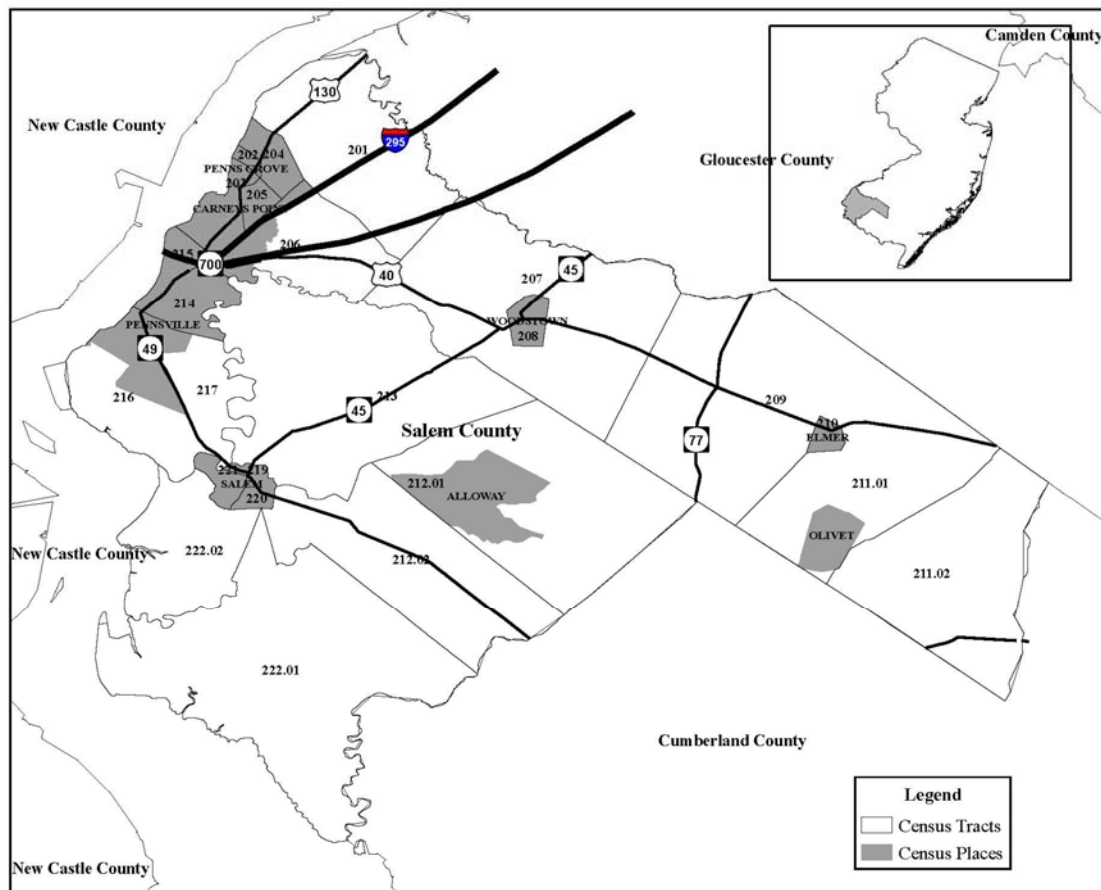 Camden County
130
New Castle County
295
201
202
204
PENNS GROVE
Gloucester County
203
205
CARNEYS POINT
206
215
700
40
207
45
214
PENNSVILLE
WOODSTOWN
208
49
217
216
213
45
209
210
ELMER
77
Salem County
221
219
SALEM
220
212.01
ALLOWAY
211.01
OLIVET
New Castle County
222.02
212.02
211.02
222.01
Cumberland County
Legend
Census Tracts
Census Places
New Castle County